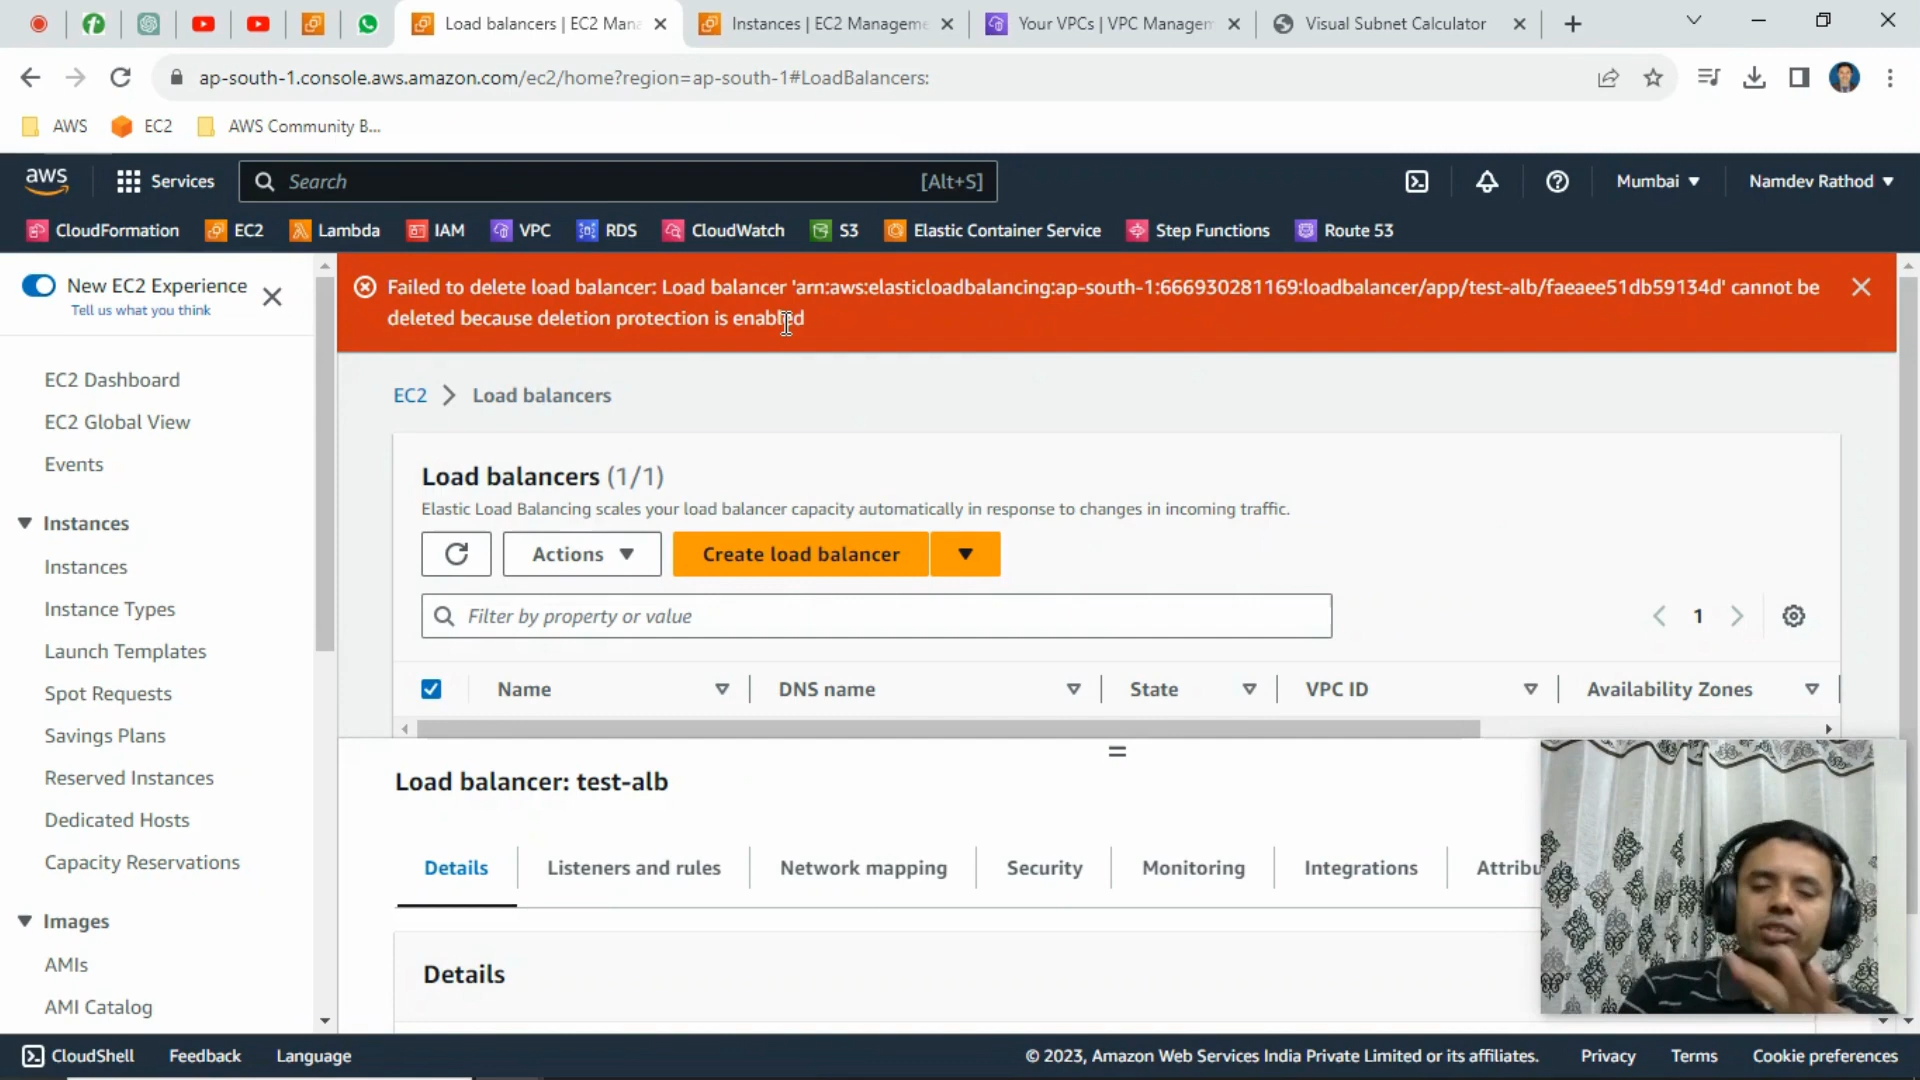 Load balancers | EC2 Mana
Instances | EC2 Manageme
Your VPCs | VPC Managem
Visual Subnet Calculator
ap-south-1.console.aws.amazon.com/ec2/home?region=ap-south-1#LoadBalancers:
AWS
EC2
AWS Community B...
aws
Services
Search
[Alt+S]
Mumbai
Namdev Rathod
CloudFormation
EC2
Lambda
IAM
VPC
RDS
CloudWatch
S3
Elastic Container Service
Step Functions
Route 53
New EC2 Experience
Tell us what you think
Failed to delete load balancer: Load balancer 'arn:aws:elasticloadbalancing:ap-south-1:666930281169:loadbalancer/app/test-alb/faeaee51db59134d' cannot be
deleted because deletion protection is enabled
EC2 Dashboard
EC2 Global View
Events
Instances
Instances
Instance Types
Launch Templates
Spot Requests
Savings Plans
Reserved Instances
Dedicated Hosts
Capacity Reservations
Images
AMIs
AMI Catalog
EC2
Load balancers
Load balancers (1/1)
Elastic Load Balancing scales your load balancer capacity automatically in response to changes in incoming traffic.
Actions
Create load balancer
Filter by property or value
1
Name
DNS name
State
VPC ID
Availability Zones
Load balancer: test-alb
Details
Listeners and rules
Network mapping
Security
Monitoring
Integrations
Attribu
Details
CloudShell
Feedback
Language
© 2023, Amazon Web Services India Private Limited or its affiliates.
Privacy
Terms
Cookie preferences